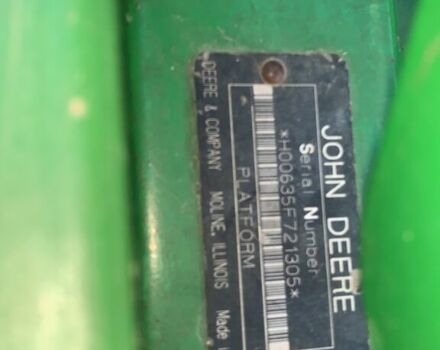 JOHN DEERE
Serial Number
*H00635F721305*
PLATFORM
DEERE & COMPANY MOLINE, ILLINOIS Made